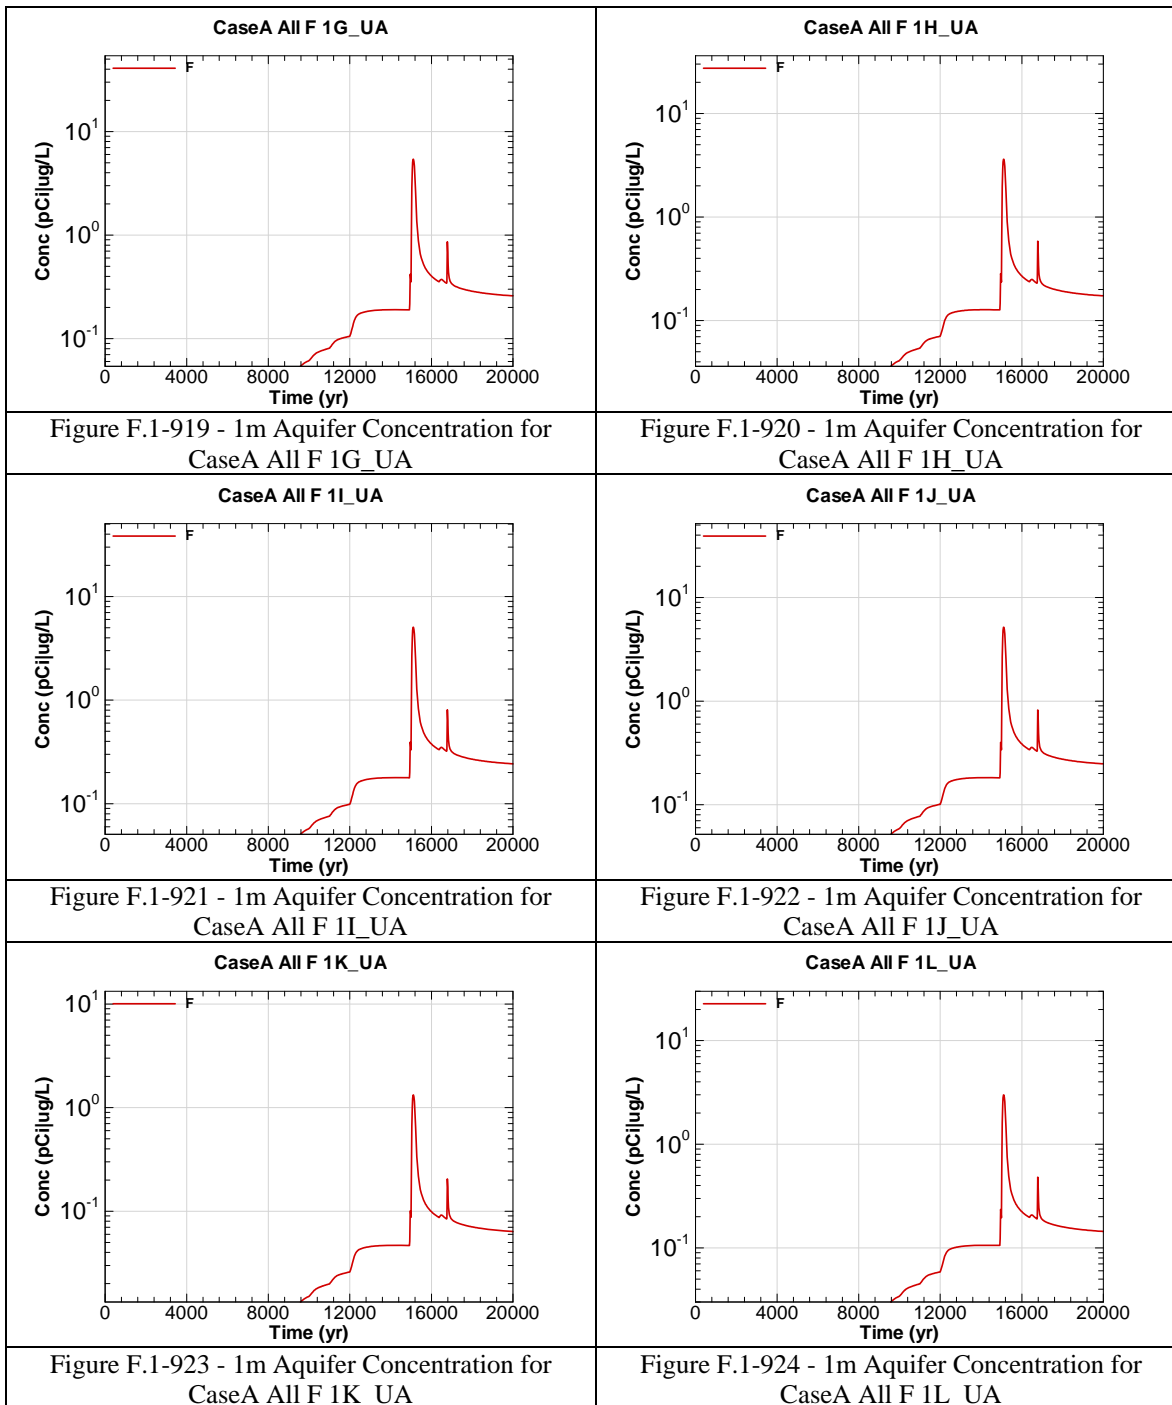 CaseA All F 1G_UA
F
10^1
10^0
10^-1
Conc (pCi|ug/L)
0 4000 8000 12000 16000 20000
Time (yr)
Figure F.1-919 - 1m Aquifer Concentration for
CaseA All F 1G_UA
CaseA All F 1H_UA
F
10^1
10^0
10^-1
Conc (pCi|ug/L)
0 4000 8000 12000 16000 20000
Time (yr)
Figure F.1-920 - 1m Aquifer Concentration for
CaseA All F 1H_UA
CaseA All F 1I_UA
F
10^1
10^0
10^-1
Conc (pCi|ug/L)
0 4000 8000 12000 16000 20000
Time (yr)
Figure F.1-921 - 1m Aquifer Concentration for
CaseA All F 1I_UA
CaseA All F 1J_UA
F
10^1
10^0
10^-1
Conc (pCi|ug/L)
0 4000 8000 12000 16000 20000
Time (yr)
Figure F.1-922 - 1m Aquifer Concentration for
CaseA All F 1J_UA
CaseA All F 1K_UA
F
10^1
10^0
10^-1
Conc (pCi|ug/L)
0 4000 8000 12000 16000 20000
Time (yr)
Figure F.1-923 - 1m Aquifer Concentration for
CaseA All F 1K_UA
CaseA All F 1L_UA
F
10^1
10^0
10^-1
Conc (pCi|ug/L)
0 4000 8000 12000 16000 20000
Time (yr)
Figure F.1-924 - 1m Aquifer Concentration for
CaseA All F 1L_UA